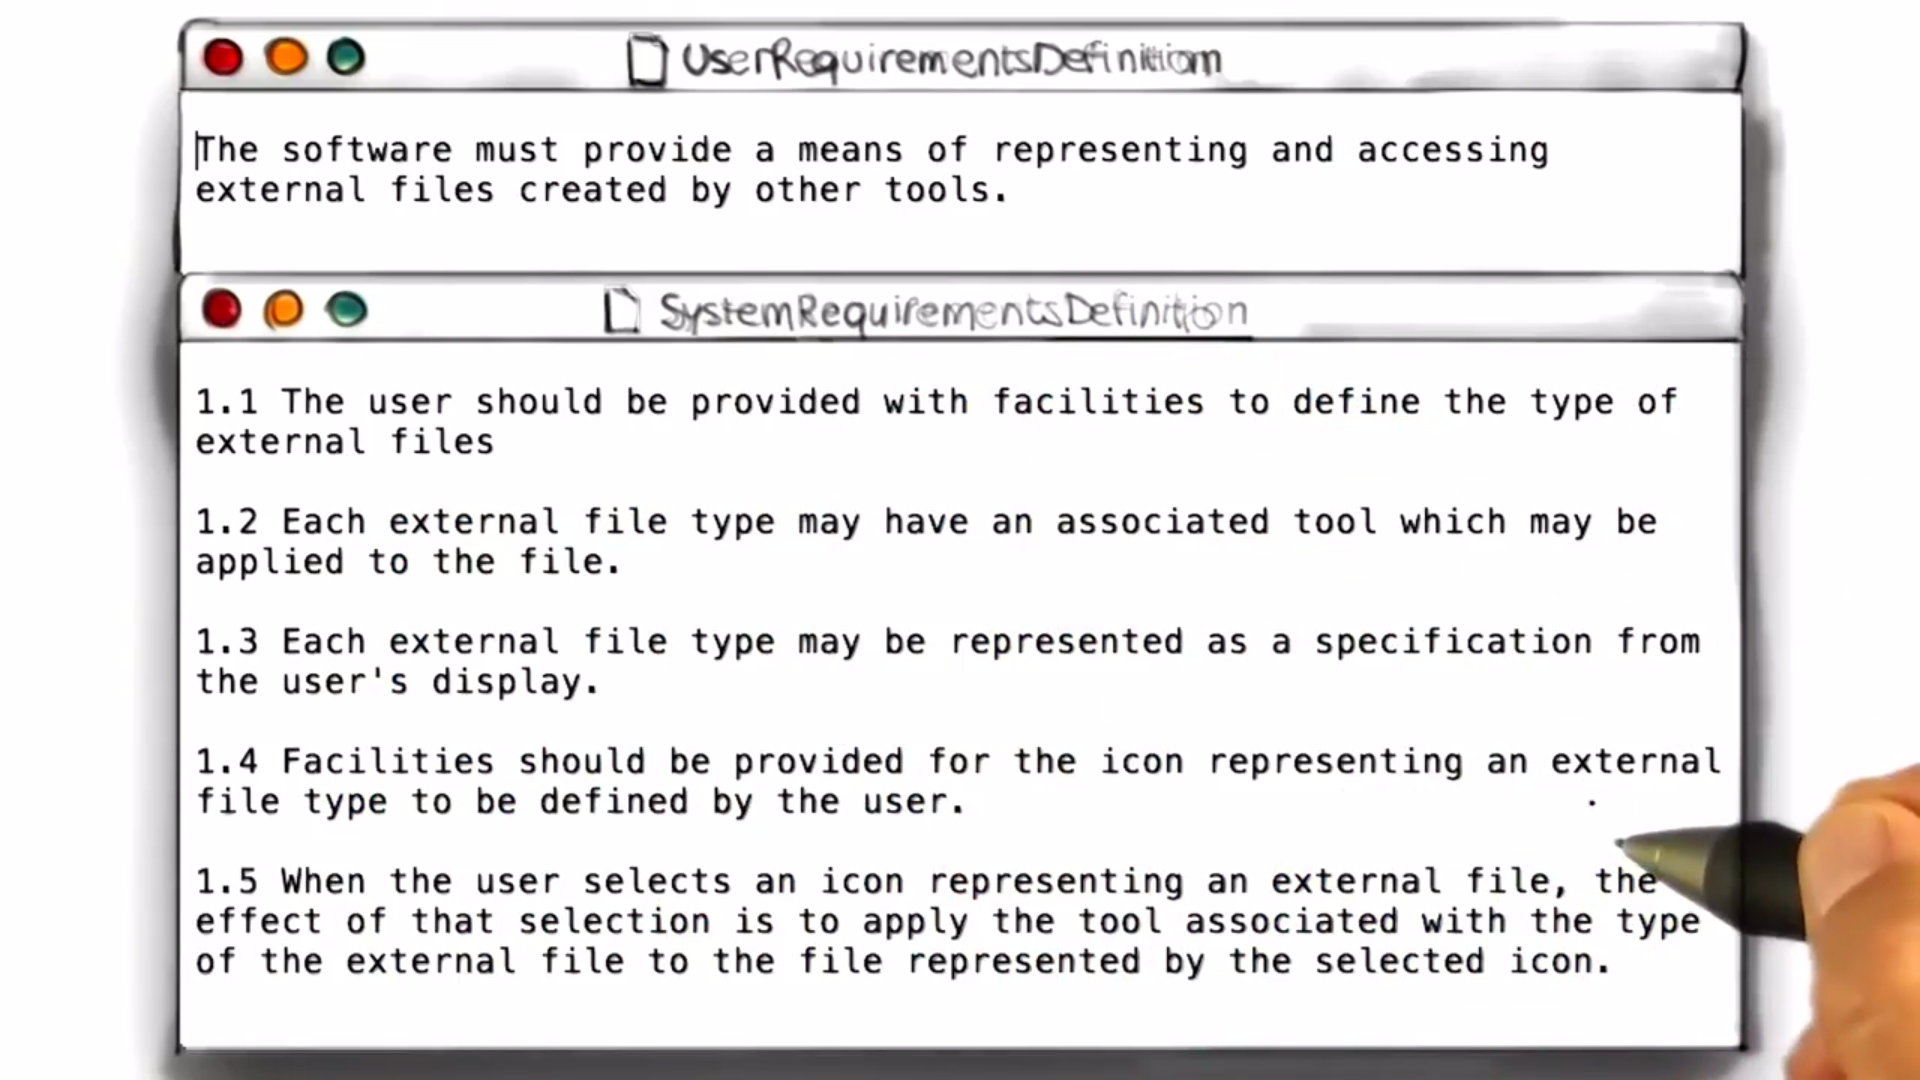 UserRequirementsDefinition
The software must provide a means of representing and accessing
external files created by other tools.
SystemRequirementsDefinition
1.1 The user should be provided with facilities to define the type of
external files
1.2 Each external file type may have an associated tool which may be
applied to the file.
1.3 Each external file type may be represented as a specification from
the user's display.
1.4 Facilities should be provided for the icon representing an external
file type to be defined by the user.
1.5 When the user selects an icon representing an external file, the
effect of that selection is to apply the tool associated with the type
of the external file to the file represented by the selected icon.